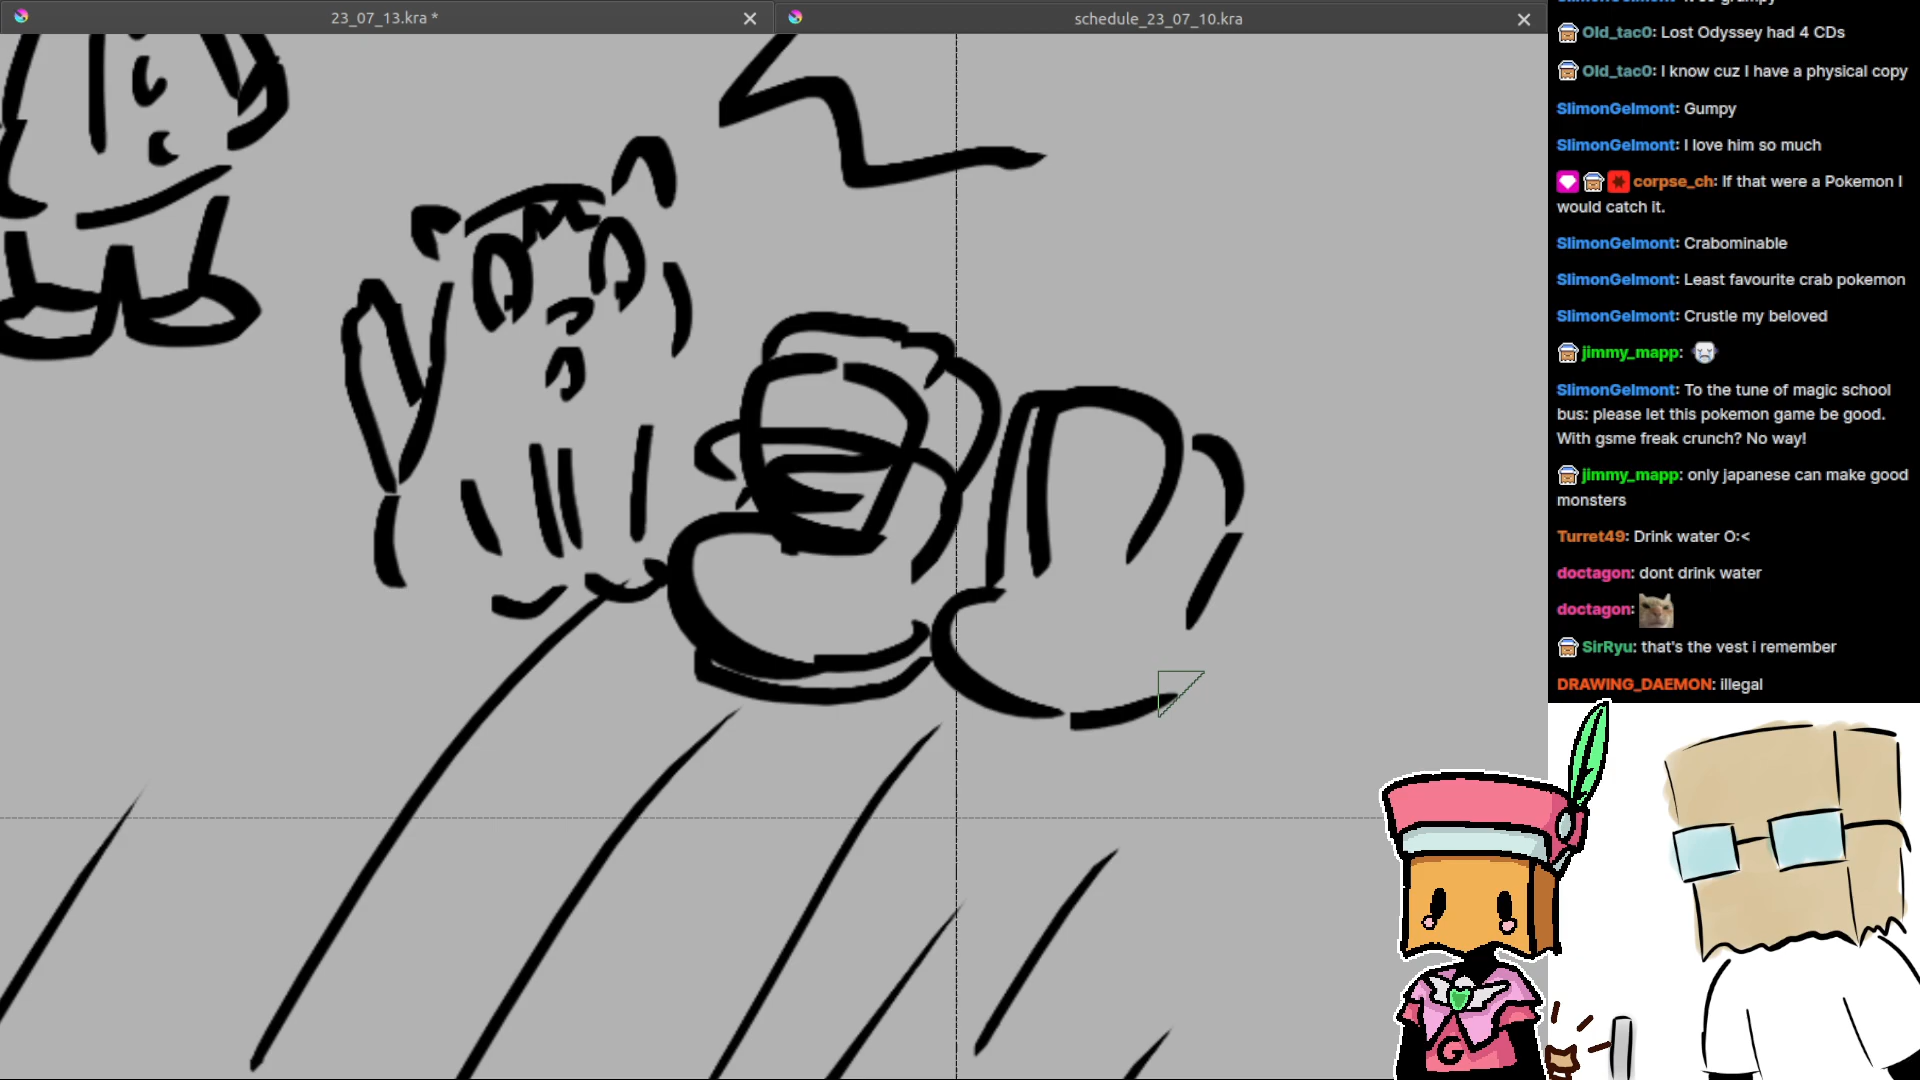 23_07_13.kra *
schedule_23_07_10.kra
Old_tac0: Lost Odyssey had 4 CDs
Old_tac0: I know cuz I have a physical copy
SlimonGelmont: Gumpy
SlimonGelmont: I love him so much
corpse_ch: If that were a Pokemon I
would catch it.
SlimonGelmont: Crabominable
SlimonGelmont: Least favourite crab pokemon
SlimonGelmont: Crustle my beloved
jimmy_mapp:
SlimonGelmont: To the tune of magic school
bus: please let this pokemon game be good.
With gsme freak crunch? No way!
jimmy_mapp: only japanese can make good
monsters
Turret49: Drink water O:<
doctagon: dont drink water
doctagon:
SirRyu: that's the vest i remember
DRAWING_DAEMON: illegal
G